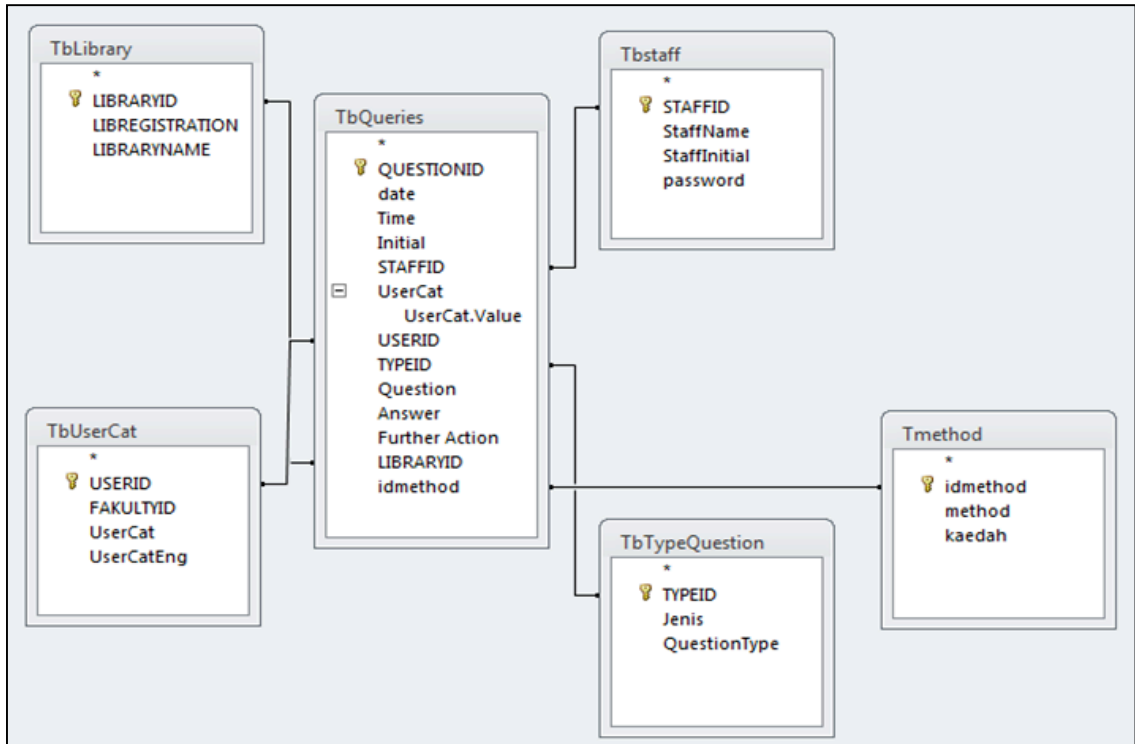 TbLibrary
*
LIBRARYID
LIBREGISTRATION
LIBRARYNAME
TbQueries
*
QUESTIONID
date
Time
Initial
STAFFID
UserCat
UserCat.Value
USERID
TYPEID
Question
Answer
Further Action
LIBRARYID
idmethod
Tbstaff
*
STAFFID
StaffName
StaffInitial
password
TbUserCat
*
USERID
FAKULTYID
UserCat
UserCatEng
TbTypeQuestion
*
TYPEID
Jenis
QuestionType
Tmethod
*
idmethod
method
kaedah